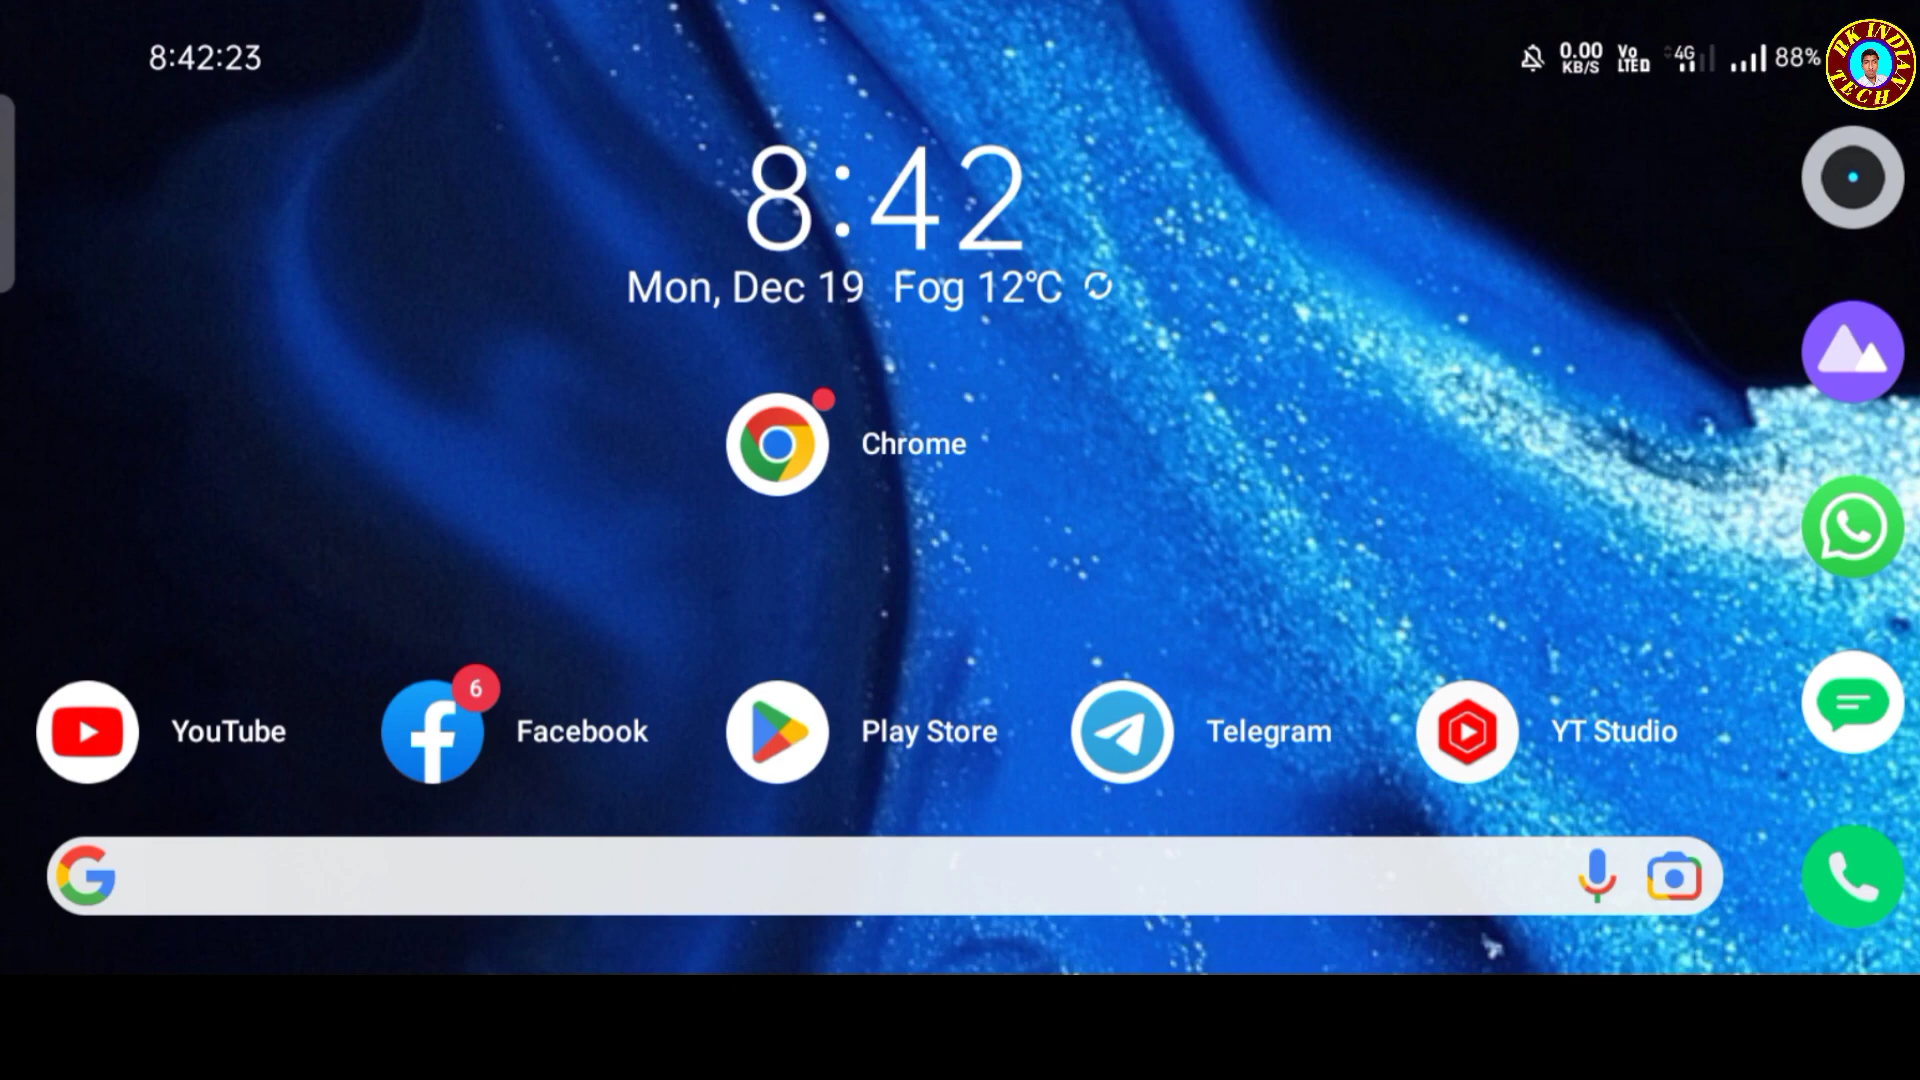 8:42:23
0.00 KB/S
Vo LTE
4G
88%
RK INDIAN TECH
8:42
Mon, Dec 19 Fog 12°C
Chrome
YouTube
6
Facebook
Play Store
Telegram
YT Studio